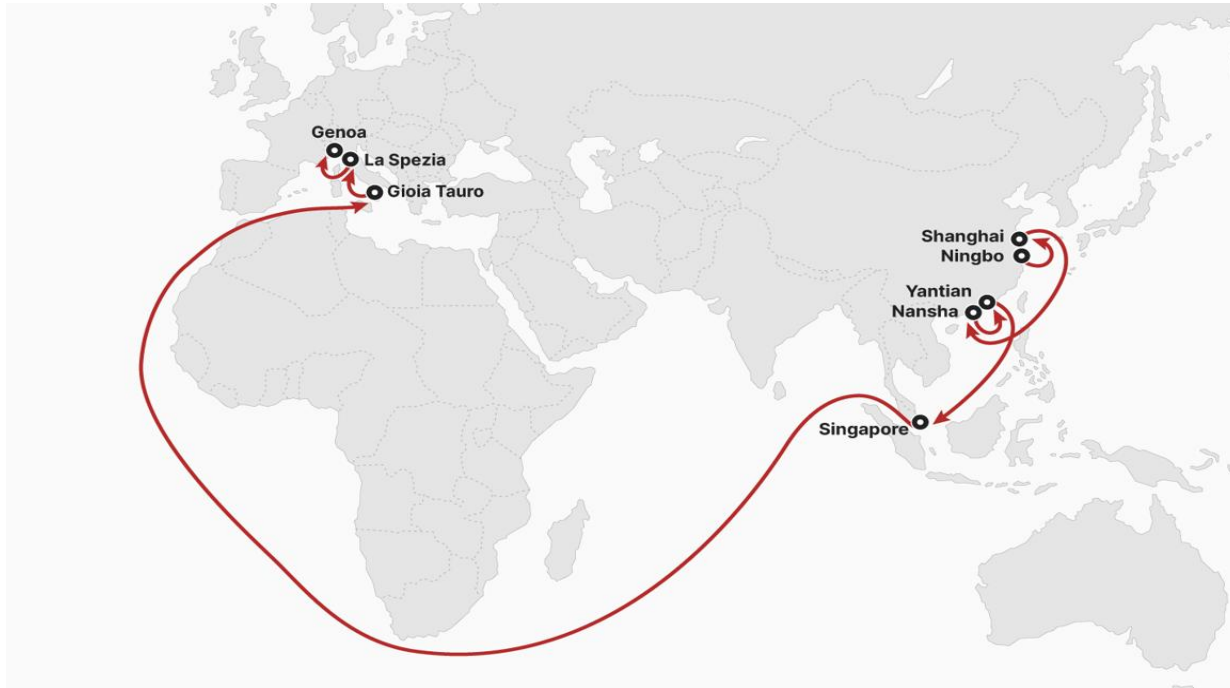 Genoa
La Spezia
Gioia Tauro
Shanghai
Ningbo
Yantian
Nansha
Singapore